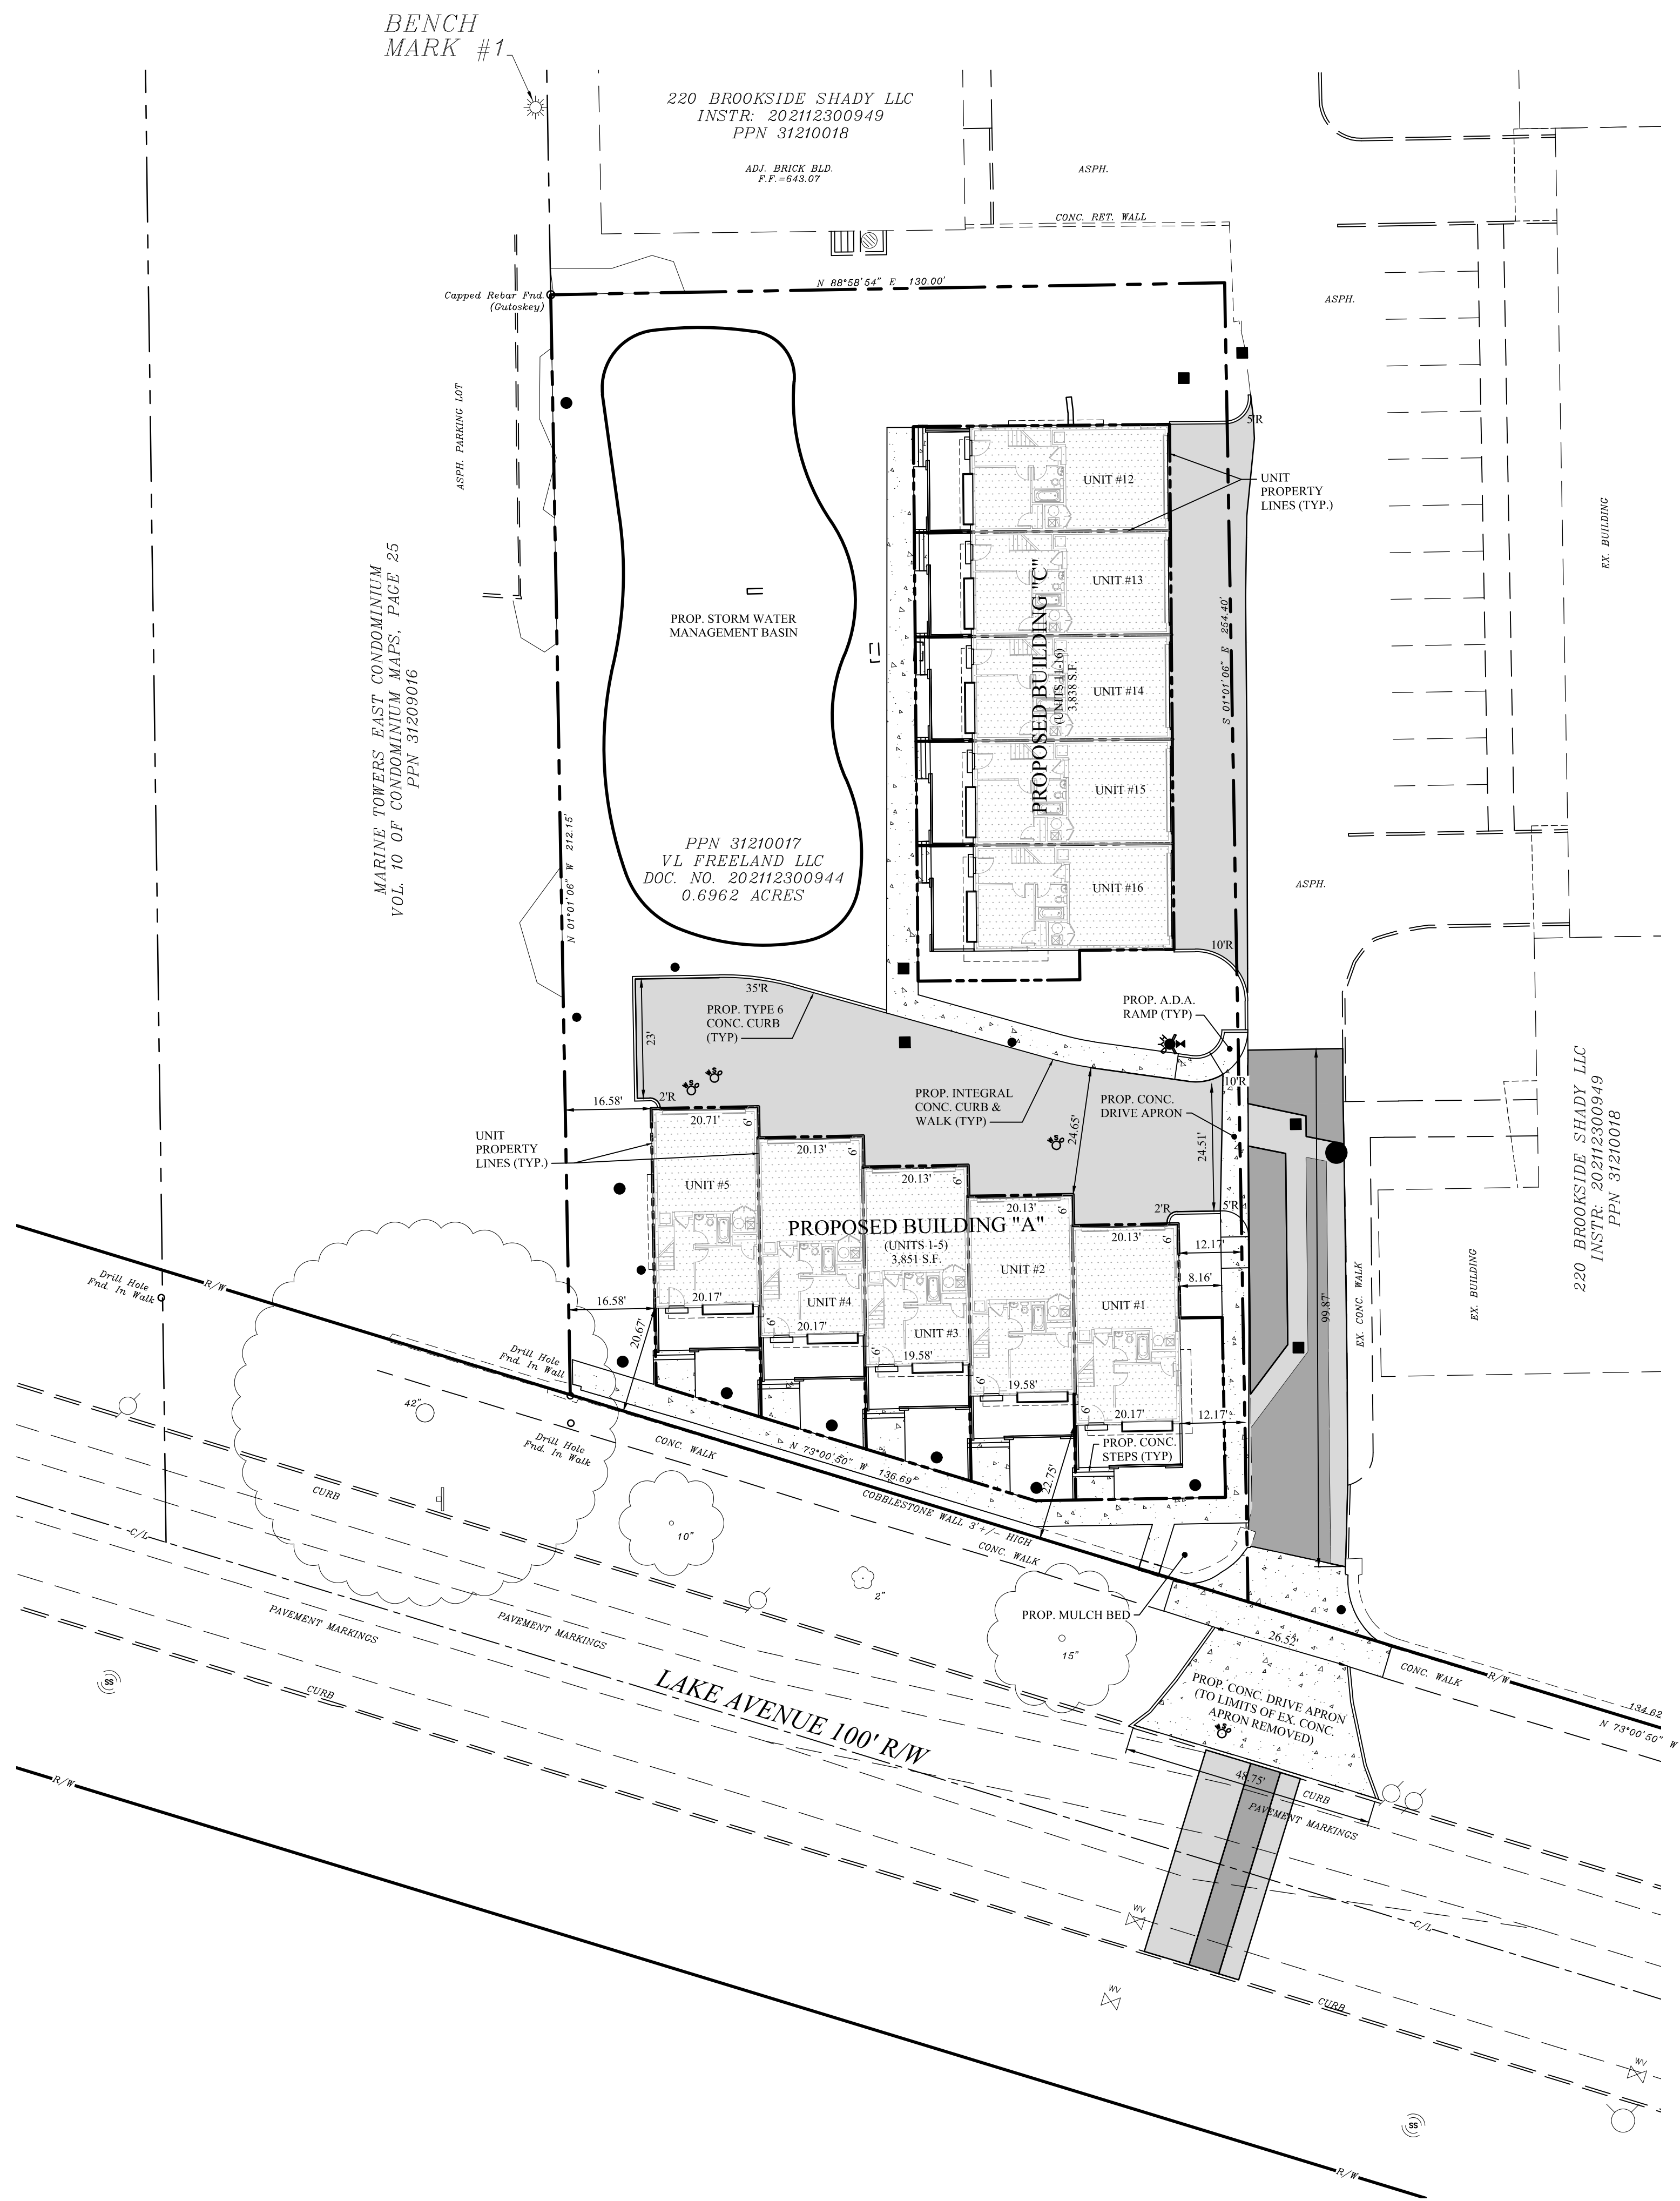 BENCH
MARK #1
220 BROOKSIDE SHADY LLC
INSTR: 202112300949
PPN 31210018
ADJ. BRICK BLD.
F.F.=643.07
ASPH.
CONC. RET. WALL
N 88°58'54" E 130.00'
Capped Rebar Fnd.
(Gutoskey)
ASPH.
ASPH. PARKING LOT
5'R
UNIT #12
UNIT
PROPERTY
LINES (TYP.)
EX. BUILDING
MARINE TOWERS EAST CONDOMINIUM
VOL. 10 OF CONDOMINIUM MAPS, PAGE 25
PPN 31209016
PROP. STORM WATER
MANAGEMENT BASIN
UNIT #13
PROPOSED BUILDING "C"
(UNITS 11-16)
3,838 S.F.
S 01°01'06" E 254.40'
UNIT #14
UNIT #15
N 01°01'06" W 212.15'
PPN 31210017
VL FREELAND LLC
DOC. NO. 202112300944
0.6962 ACRES
UNIT #16
ASPH.
10'R
35'R
PROP. TYPE 6
CONC. CURB
(TYP)
23'
PROP. A.D.A.
RAMP (TYP)
2'R
16.58'
20.71'
6'
PROP. INTEGRAL
CONC. CURB &
WALK (TYP)
24.65'
PROP. CONC.
DRIVE APRON
10'R
24.51'
220 BROOKSIDE SHADY LLC
INSTR: 202112300949
PPN 31210018
UNIT
PROPERTY
LINES (TYP.)
20.13'
6'
20.13'
6'
20.13'
6'
2'R
5'R
20.13'
6'
UNIT #5
PROPOSED BUILDING "A"
(UNITS 1-5)
3,851 S.F.
12.17'
8.16'
UNIT #2
UNIT #1
UNIT #4
UNIT #3
20.17'
16.58'
20.67'
20.17'
6'
19.58'
6'
19.58'
6'
20.17'
6'
12.17'
99.87'
EX. CONC. WALK
EX. BUILDING
Drill Hole
Fnd. In Walk
R/W
Drill Hole
Fnd. In Wall
42"
Drill Hole
Fnd. In Walk
CONC. WALK
N 73°00'50" W 136.69'
PROP. CONC.
STEPS (TYP)
22.75'
COBBLESTONE WALL 3'+/- HIGH
CONC. WALK
CURB
C/L
10"
2"
15"
PROP. MULCH BED
26.52'
CONC. WALK
R/W
134.62
N 73°00'50" W
PAVEMENT MARKINGS
PAVEMENT MARKINGS
SS
CURB
LAKE AVENUE 100' R/W
PROP. CONC. DRIVE APRON
(TO LIMITS OF EX. CONC.
APRON REMOVED)
S
48.75'
CURB
PAVEMENT MARKINGS
R/W
WV
C/L
WV
CURB
WV
SS
R/W